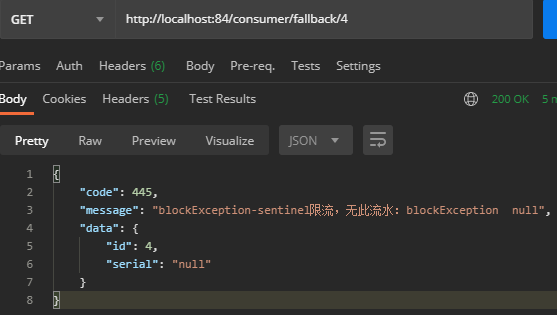 GET http://localhost:84/consumer/fallback/4
Params Auth Headers (6) Body Pre-req. Tests Settings
Body Cookies Headers (5) Test Results 200 OK 5 m
Pretty Raw Preview Visualize JSON
1 {
2 "code": 445,
3 "message": "blockException-sentinel限流，无此流水: blockException  null",
4 "data": {
5 "id": 4,
6 "serial": "null"
7 }
8 }